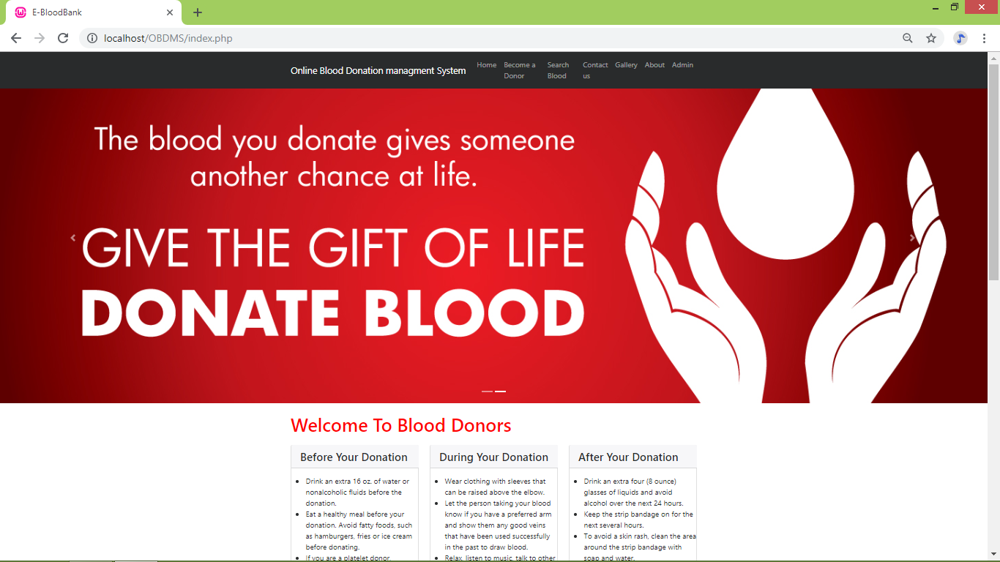 E-BloodBank
localhost/OBDMS/index.php
Online Blood Donation managment System
Home
Become a
Donor
Search
Blood
Contact
us
Gallery
About
Admin
The blood you donate gives someone
another chance at life.
GIVE THE GIFT OF LIFE
DONATE BLOOD
Welcome To Blood Donors
Before Your Donation
Drink an extra 16 oz. of water or
nonalcoholic fluids before the
donation.
Eat a healthy meal before your
donation. Avoid fatty foods, such
as hamburgers, fries or ice cream
before donating.
If you are a platelet donor,
During Your Donation
Wear clothing with sleeves that
can be raised above the elbow.
Let the person taking your blood
know if you have a preferred arm
and show them any good veins
that have been used successfully
in the past to draw blood.
Relax, listen to music, talk to other
After Your Donation
Drink an extra four (8 ounce)
glasses of liquids and avoid
alcohol over the next 24 hours.
Keep the strip bandage on for the
next several hours.
To avoid a skin rash, clean the area
around the strip bandage with
soap and water.